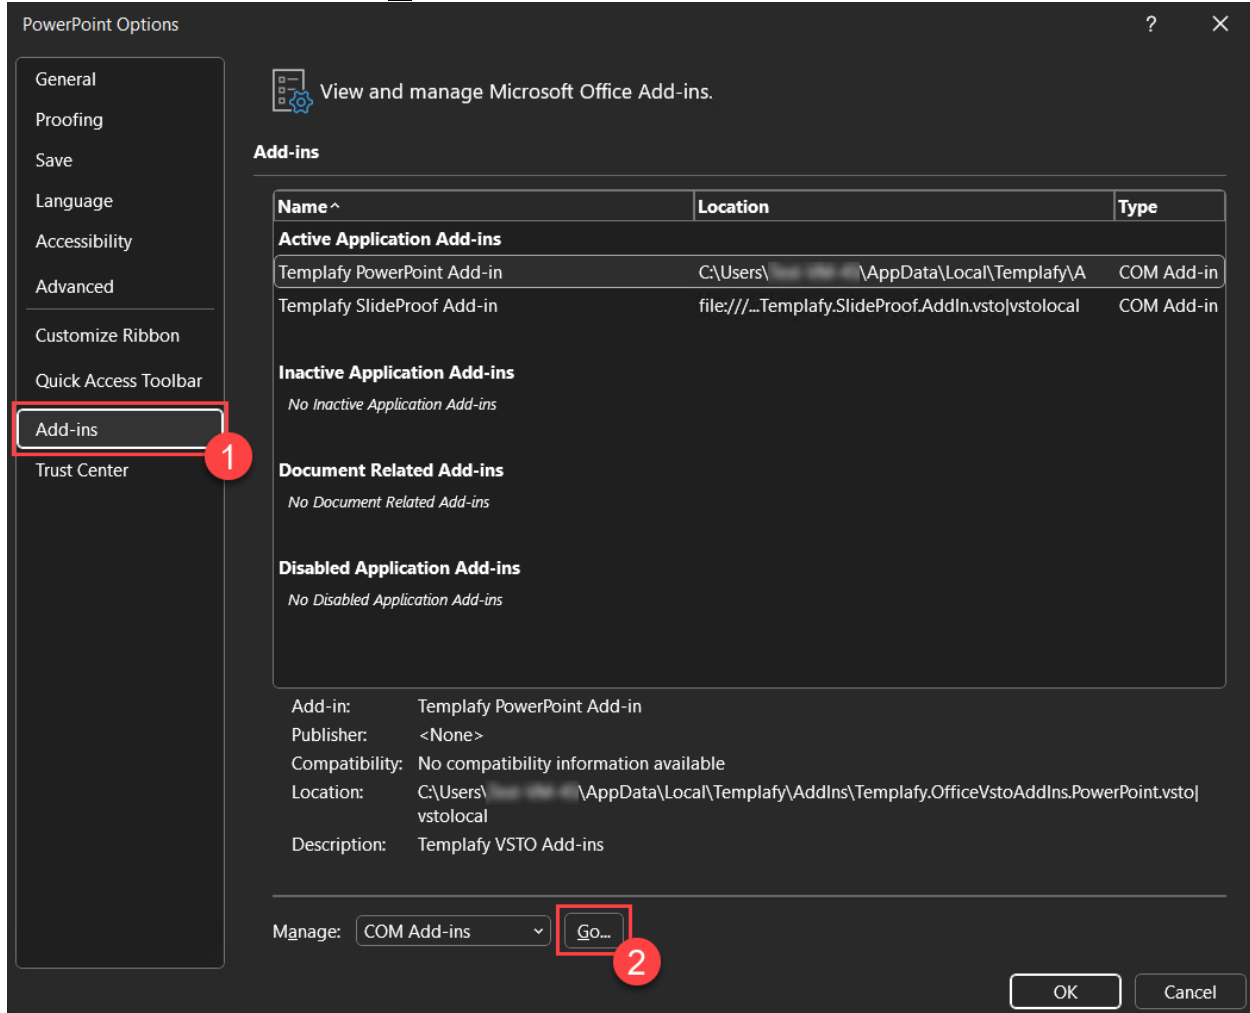 PowerPoint Options
?
General
Proofing
Save
Language
Accessibility
Advanced
Customize Ribbon
Quick Access Toolbar
Add-ins
1
Trust Center
View and manage Microsoft Office Add-ins.
Add-ins
Name Location Type
Active Application Add-ins
Templafy PowerPoint Add-in C:\Users\ \AppData\Local\Templafy\A COM Add-in
Templafy SlideProof Add-in file:///...Templafy.SlideProof.AddIn.vsto|vstolocal COM Add-in
Inactive Application Add-ins
No Inactive Application Add-ins
Document Related Add-ins
No Document Related Add-ins
Disabled Application Add-ins
No Disabled Application Add-ins
Add-in: Templafy PowerPoint Add-in
Publisher: <None>
Compatibility: No compatibility information available
Location: C:\Users\ \AppData\Local\Templafy\AddIns\Templafy.OfficeVstoAddIns.PowerPoint.vsto|
vstolocal
Description: Templafy VSTO Add-ins
Manage: COM Add-ins Go...
2
OK Cancel